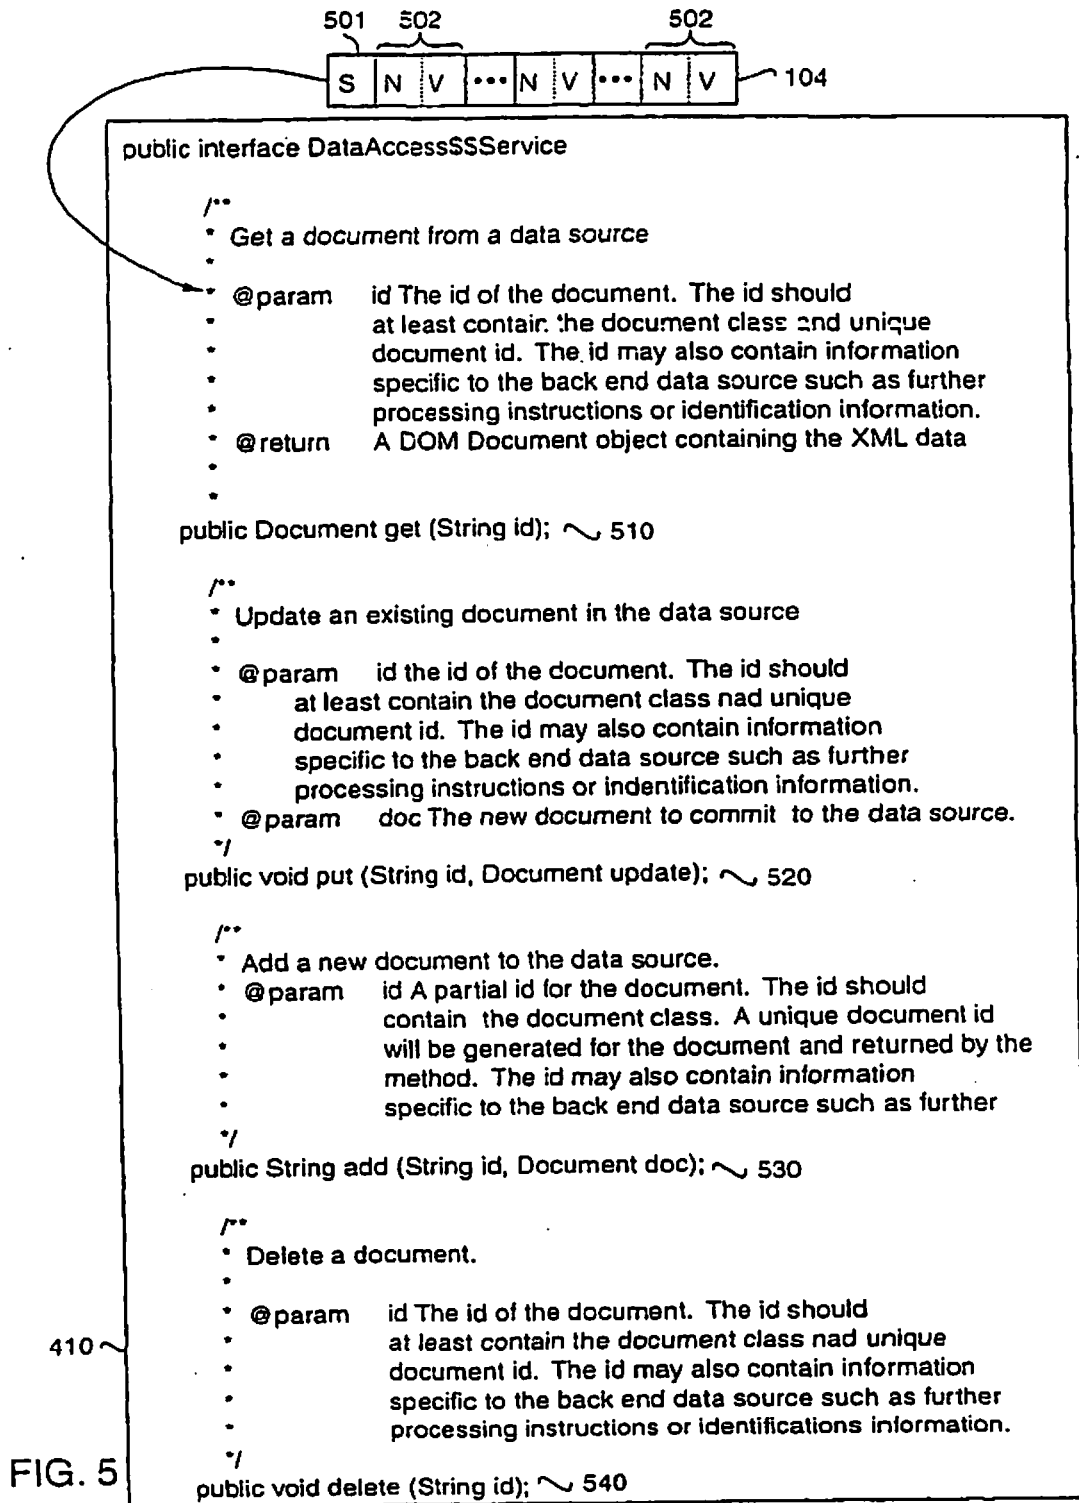 501 502 502
S N V ••• N V ••• N V 104
public interface DataAccessSSService
/**
* Get a document from a data source
*
* @param id The id of the document. The id should
* at least contain the document class and unique
* document id. The id may also contain information
* specific to the back end data source such as further
* processing instructions or identification information.
* @return A DOM Document object containing the XML data
*
*
public Document get (String id); 510
/**
* Update an existing document in the data source
*
* @param id the id of the document. The id should
* at least contain the document class nad unique
* document id. The id may also contain information
* specific to the back end data source such as further
* processing instructions or indentification information.
* @param doc The new document to commit to the data source.
*/
public void put (String id, Document update); 520
/**
* Add a new document to the data source.
* @param id A partial id for the document. The id should
* contain the document class. A unique document id
* will be generated for the document and returned by the
* method. The id may also contain information
* specific to the back end data source such as further
*/
public String add (String id, Document doc); 530
/**
* Delete a document.
*
* @param id The id of the document. The id should
* at least contain the document class nad unique
* document id. The id may also contain information
* specific to the back end data source such as further
* processing instructions or identifications information.
*/
public void delete (String id); 540
410
FIG. 5